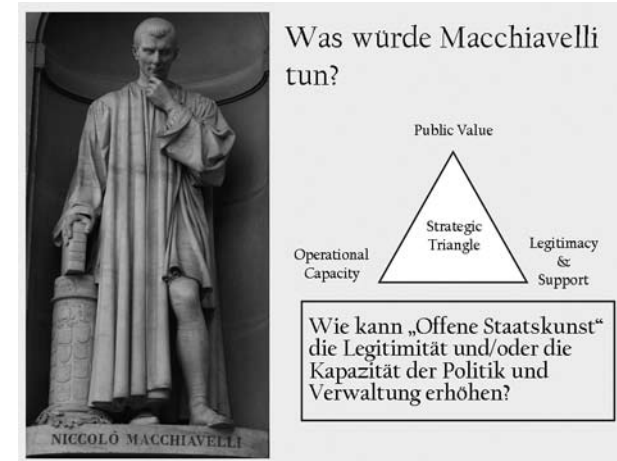 Was würde Macchiavelli
tun?
Public Value
Strategic
Triangle
Operational
Capacity
Legitimacy
&
Support
Wie kann „Offene Staatskunst“
die Legitimität und/oder die
Kapazität der Politik und
Verwaltung erhöhen?
NICCOLÒ MACCHIAVELLI